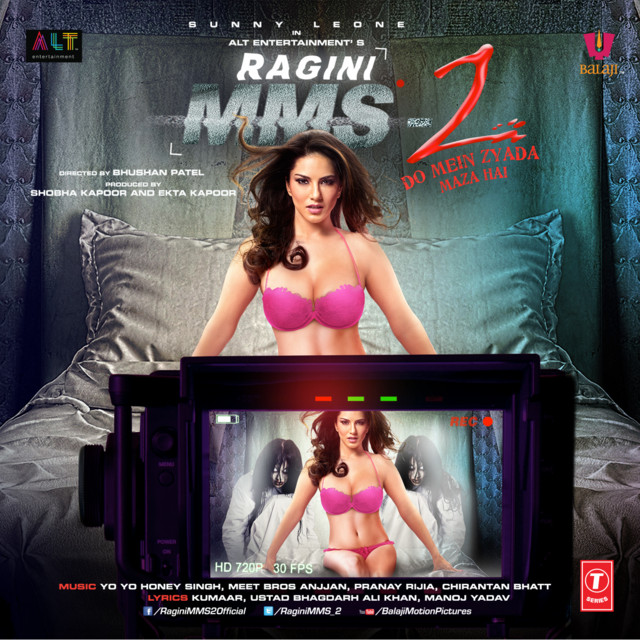 SUNNY LEONE
IN
ALT ENTERTAINMENT'S
ALT
entertainment
BALAJI
RAGINI
MMS 2
DO MEIN ZYADA
MAZA HAI
DIRECTED BY BHUSHAN PATEL
PRODUCED BY
SHOBHA KAPOOR AND EKTA KAPOOR
REC
HD 720P 30 FPS
MUSIC YO YO HONEY SINGH, MEET BROS ANJJAN, PRANAY RIJIA, CHIRANTAN BHATT
LYRICS KUMAAR, USTAD BHAGDARH ALI KHAN, MANOJ YADAV
f /RaginiMMS2Official /RaginiMMS_2 YouTube /BalajiMotionPictures
T
SERIES